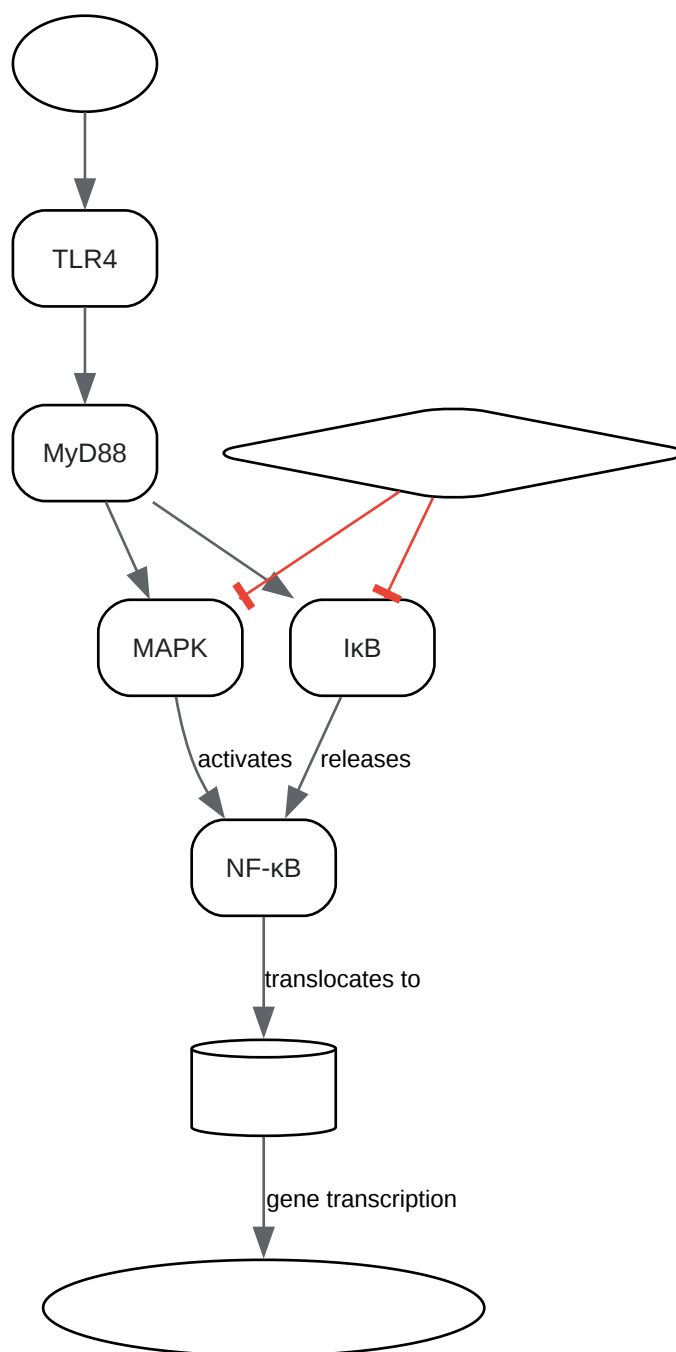 TLR4
MyD88
MAPK
IκB
activates
releases
NF-κB
translocates to
gene transcription